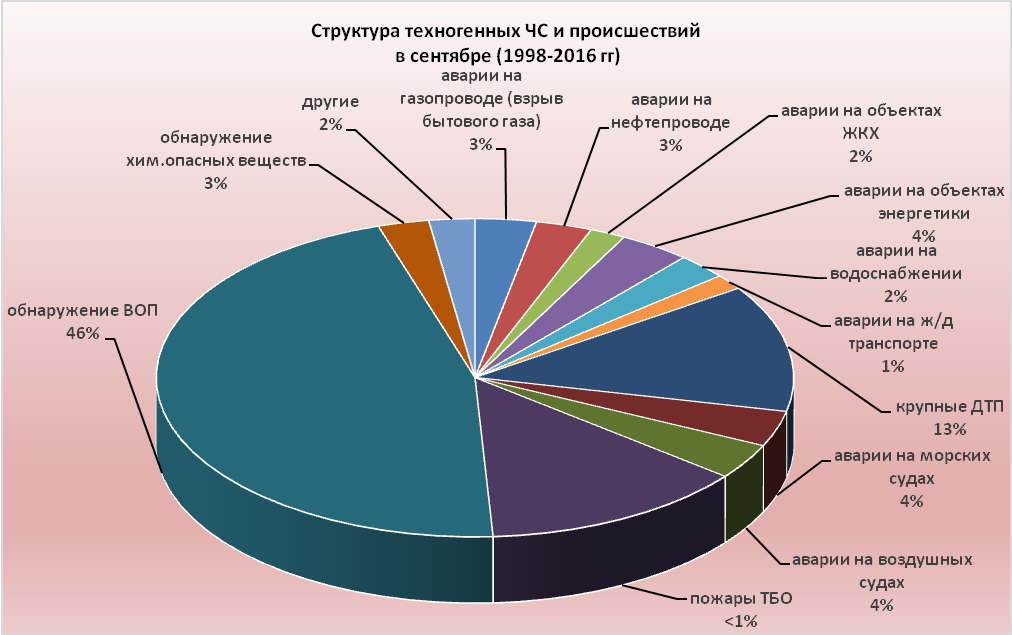 Структура техногенных ЧС и происшествий
в сентябре (1998-2016 гг)
аварии на
газопроводе (взрыв
бытового газа)
3%
аварии на
нефтепроводе
3%
аварии на объектах
ЖКХ
2%
аварии на объектах
энергетики
4%
аварии на
водоснабжении
2%
аварии на ж/д
транспорте
1%
крупные ДТП
13%
аварии на морских
судах
4%
аварии на воздушных
судах
4%
пожары ТБО
<1%
обнаружение ВОП
46%
обнаружение
хим.опасных веществ
3%
другие
2%